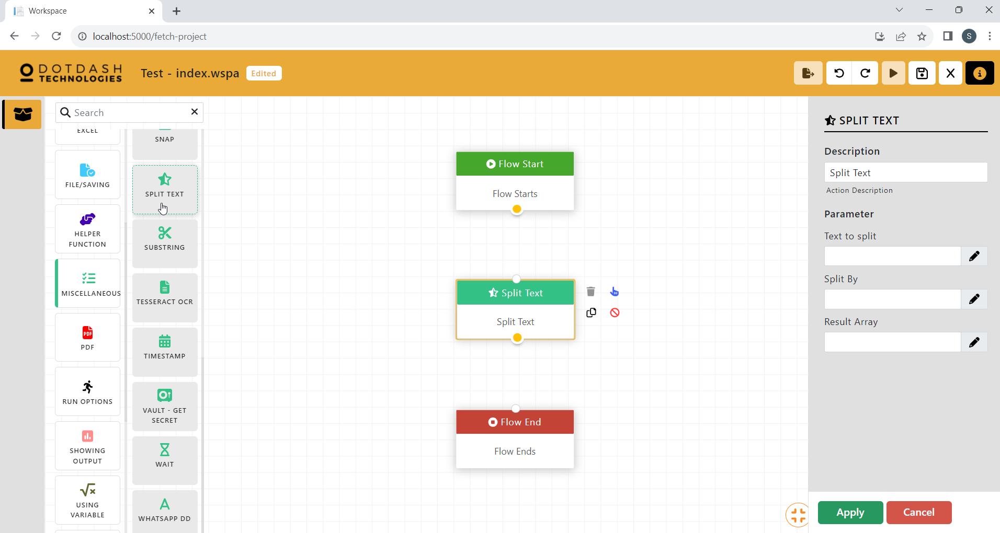 Workspace
localhost:5000/fetch-project
S
DOTDASH
TECHNOLOGIES
Test - index.wspa
Edited
Search
EXCEL
FILE/SAVING
HELPER
FUNCTION
MISCELLANEOUS
PDF
PDF
RUN OPTIONS
SHOWING
OUTPUT
USING
VARIABLE
SNAP
SPLIT TEXT
SUBSTRING
TESSERACT OCR
TIMESTAMP
VAULT - GET
SECRET
WAIT
WHATSAPP DD
Flow Start
Flow Starts
Split Text
Split Text
Flow End
Flow Ends
SPLIT TEXT
Description
Split Text
Action Description
Parameter
Text to split
Split By
Result Array
Apply
Cancel